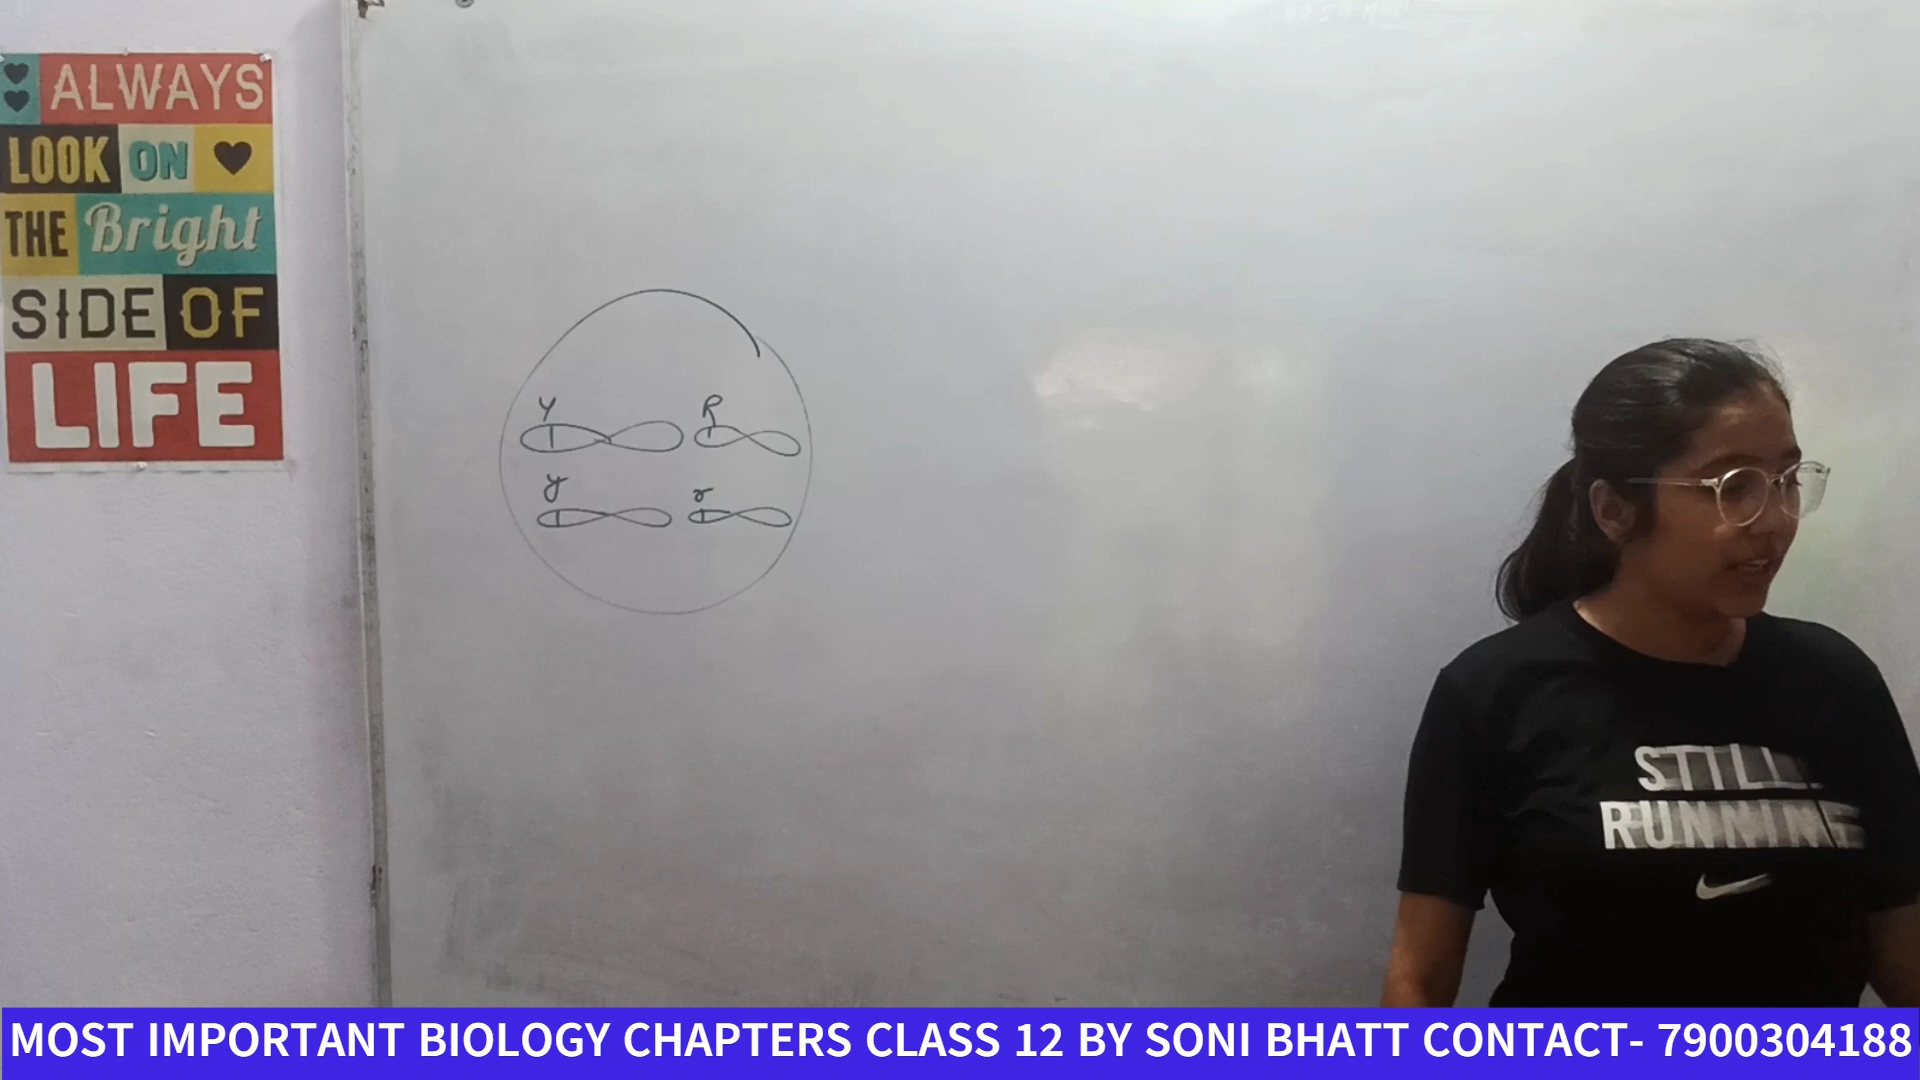 ALWAYS
LOOK ON
THE Bright
SIDE OF
LIFE
Y R
y r
STILL
RUNNING
MOST IMPORTANT BIOLOGY CHAPTERS CLASS 12 BY SONI BHATT CONTACT- 7900304188